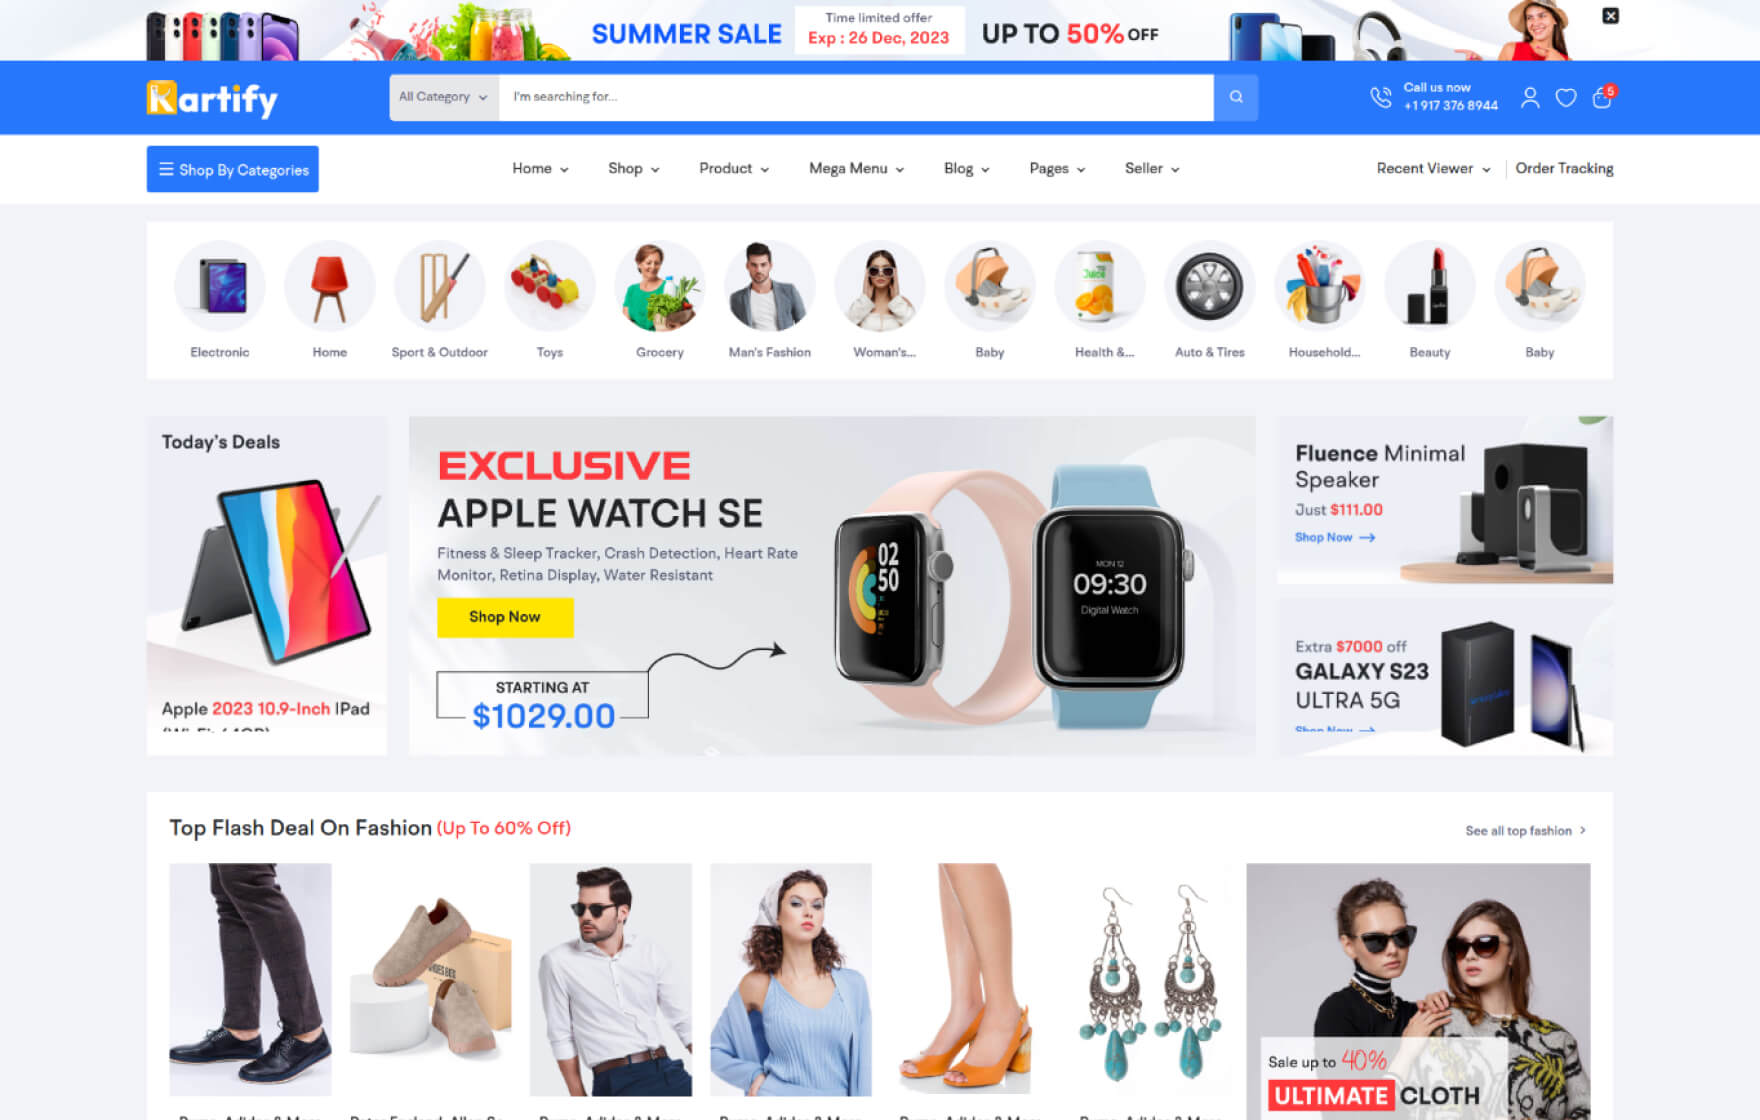 SUMMER SALE
Time limited offer
Exp : 26 Dec, 2023
UP TO 50% OFF
Kartify
All Category
I'm searching for...
Call us now
+1 917 376 8944
5
Shop By Categories
Home
Shop
Product
Mega Menu
Blog
Pages
Seller
Recent Viewer
Order Tracking
Juice
Electronic
Home
Sport & Outdoor
Toys
Grocery
Man's Fashion
Woman's...
Baby
Health &...
Auto & Tires
Household...
Beauty
Baby
Today's Deals
Apple 2023 10.9-Inch IPad
EXCLUSIVE
APPLE WATCH SE
Fitness & Sleep Tracker, Crash Detection, Heart Rate
Monitor, Retina Display, Water Resistant
Shop Now
STARTING AT
$1029.00
02
50
MON 12
09:30
Digital Watch
Fluence Minimal
Speaker
Just $111.00
Shop Now
Extra $7000 off
GALAXY S23
ULTRA 5G
Shop Now
Top Flash Deal On Fashion (Up To 60% Off)
See all top fashion
Sale up to 40%
ULTIMATE CLOTH